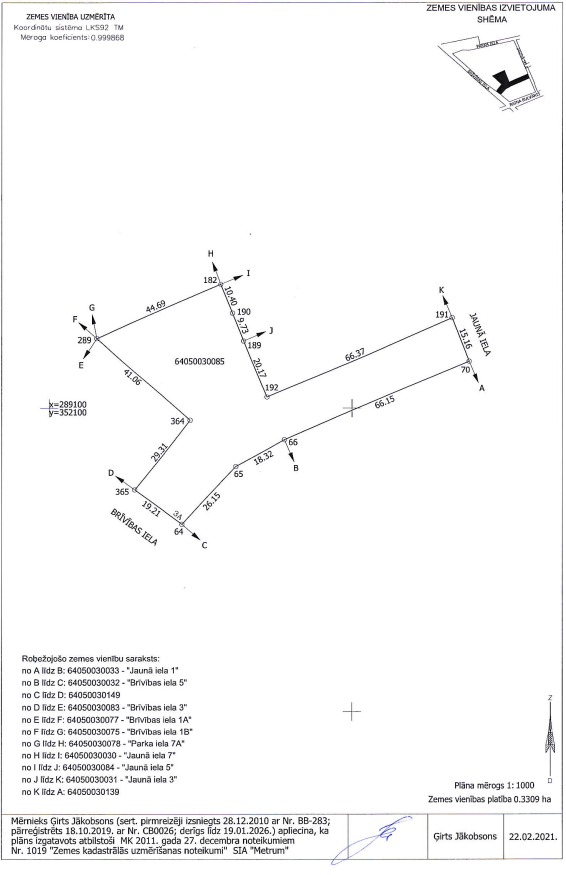 ZEMES VIENĪBA UZMĒRĪTA
Koordinātu sistēma LKS92 TM
Mēroga koeficients: 0.999868
ZEMES VIENĪBAS IZVIETOJUMA
SHĒMA
PARKA IELA
BRĪVĪBAS IELA
H
I
182
10.40
44.69
G
F
190
9.73
J
289
189
E
64050030085
20.17
K
191
JAUNĀ IELA
15.16
66.37
70
A
41.06
192
66.15
x=289100
y=352100
364
66
29.31
18.32
B
65
D
365
19.21
3A
26.15
64
BRĪVĪBAS IELA
C
Robežojošo zemes vienību saraksts:
no A līdz B: 64050030033 - "Jaunā iela 1"
no B līdz C: 64050030032 - "Brīvības iela 5"
no C līdz D: 64050030149
no D līdz E: 64050030083 - "Brīvības iela 3"
no E līdz F: 64050030077 - "Brīvības iela 1A"
no F līdz G: 64050030075 - "Brīvības iela 1B"
no G līdz H: 64050030078 - "Parka iela 7A"
no H līdz I: 64050030030 - "Jaunā iela 7"
no I līdz J: 64050030084 - "Jaunā iela 5"
no J līdz K: 64050030031 - "Jaunā iela 3"
no K līdz A: 64050030139
Z
D
Plāna mērogs 1: 1000
Zemes vienības platība 0.3309 ha
Mērnieks Ģirts Jākobsons (sert. pirmreizēji izsniegts 28.12.2010 ar Nr. BB-283;
pārreģistrēts 18.10.2019. ar Nr. CB0026; derīgs līdz 19.01.2026.) apliecina, ka
plāns izgatavots atbilstoši MK 2011. gada 27. decembra noteikumiem
Nr. 1019 "Zemes kadastrālās uzmērīšanas noteikumi" SIA "Metrum"
Ģirts Jākobsons
22.02.2021.